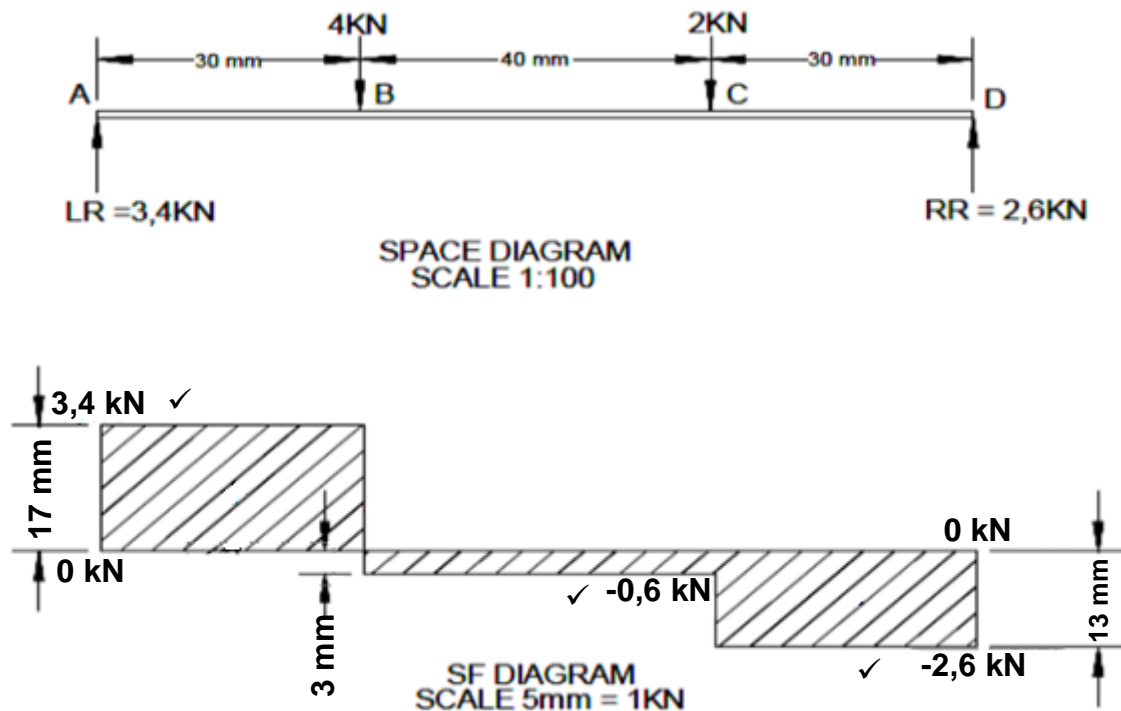 4KN 2KN
30 mm 40 mm 30 mm
A B C D
LR =3,4KN RR = 2,6KN
SPACE DIAGRAM
SCALE 1:100
3,4 kN ✓
17 mm
0 kN
0 kN
3 mm
✓ -0,6 kN
13 mm
✓ -2,6 kN
SF DIAGRAM
SCALE 5mm = 1KN